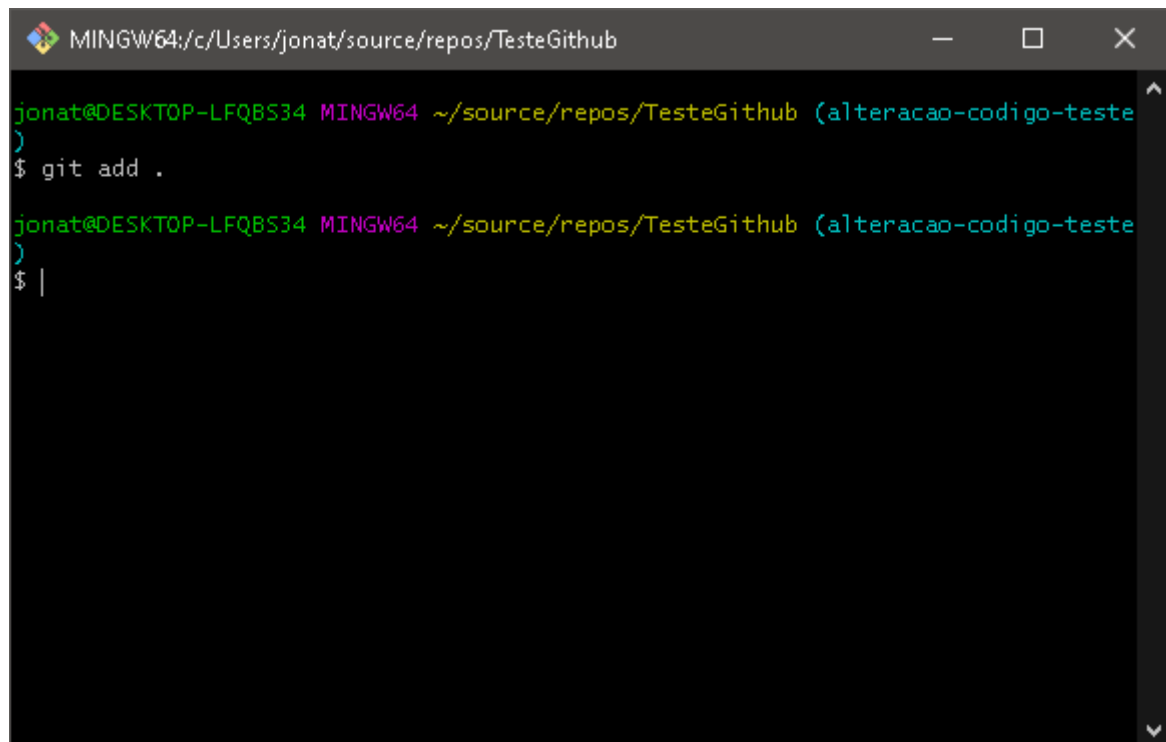 MINGW64:/c/Users/jonat/source/repos/TesteGithub
jonat@DESKTOP-LFQBS34 MINGW64 ~/source/repos/TesteGithub (alteracao-codigo-teste
)
$ git add .
jonat@DESKTOP-LFQBS34 MINGW64 ~/source/repos/TesteGithub (alteracao-codigo-teste
)
$